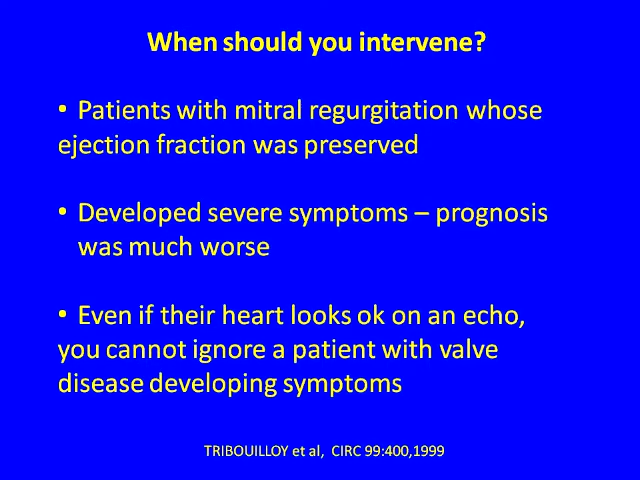 When should you intervene?
• Patients with mitral regurgitation whose
ejection fraction was preserved
• Developed severe symptoms – prognosis
was much worse
• Even if their heart looks ok on an echo,
you cannot ignore a patient with valve
disease developing symptoms
TRIBOUILLOY et al, CIRC 99:400,1999